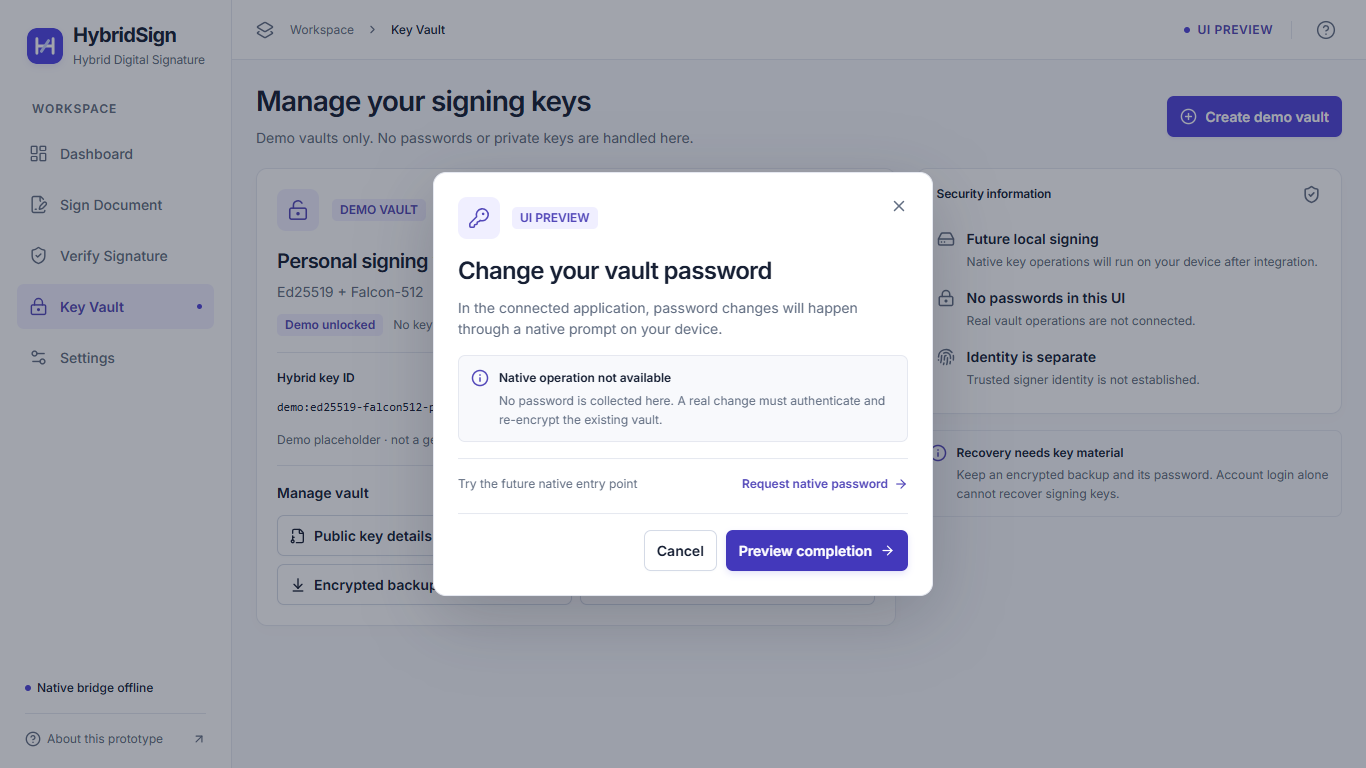 HybridSign
Hybrid Digital Signature
WORKSPACE
Dashboard
Sign Document
Verify Signature
Key Vault
Settings
Native bridge offline
About this prototype
Workspace > Key Vault
UI PREVIEW
Manage your signing keys
Demo vaults only. No passwords or private keys are handled here.
Create demo vault
DEMO VAULT
Personal signing
Ed25519 + Falcon-512
Demo unlocked
No key
Hybrid key ID
demo:ed25519-falcon512-
Demo placeholder · not a
Manage vault
Public key details
Encrypted backup
UI PREVIEW
Change your vault password
In the connected application, password changes will happen
through a native prompt on your device.
Native operation not available
No password is collected here. A real change must authenticate and
re-encrypt the existing vault.
Try the future native entry point
Request native password
Cancel
Preview completion
Security information
Future local signing
Native key operations will run on your device after integration.
No passwords in this UI
Real vault operations are not connected.
Identity is separate
Trusted signer identity is not established.
Recovery needs key material
Keep an encrypted backup and its password. Account login alone
cannot recover signing keys.